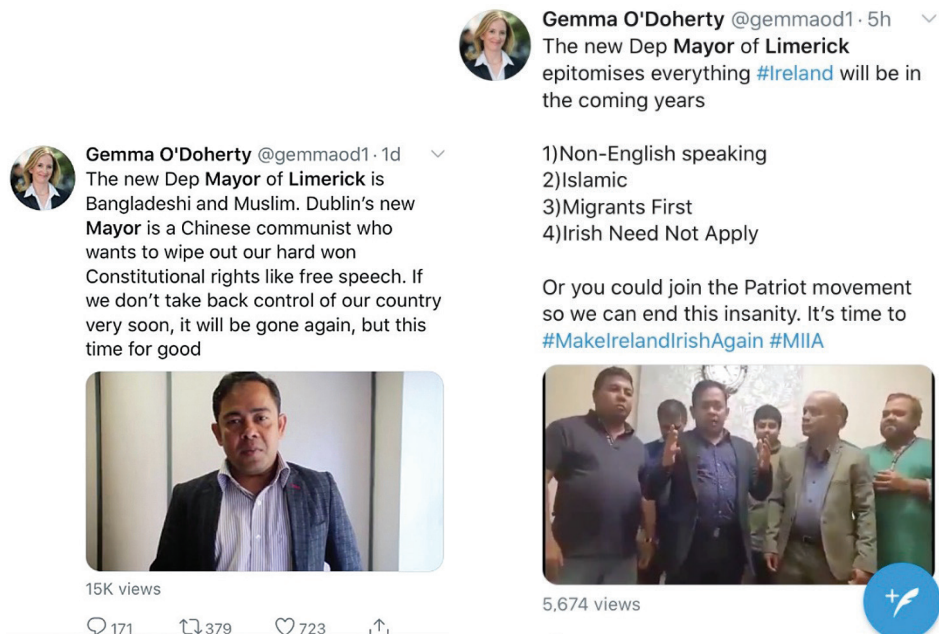 Gemma O'Doherty @gemmaod1 · 1d
The new Dep Mayor of Limerick is
Bangladeshi and Muslim. Dublin's new
Mayor is a Chinese communist who
wants to wipe out our hard won
Constitutional rights like free speech. If
we don't take back control of our country
very soon, it will be gone again, but this
time for good
15K views
171 379 723
Gemma O'Doherty @gemmaod1 · 5h
The new Dep Mayor of Limerick
epitomises everything #Ireland will be in
the coming years
1)Non-English speaking
2)Islamic
3)Migrants First
4)Irish Need Not Apply
Or you could join the Patriot movement
so we can end this insanity. It's time to
#MakeIrelandIrishAgain #MIIA
5,674 views